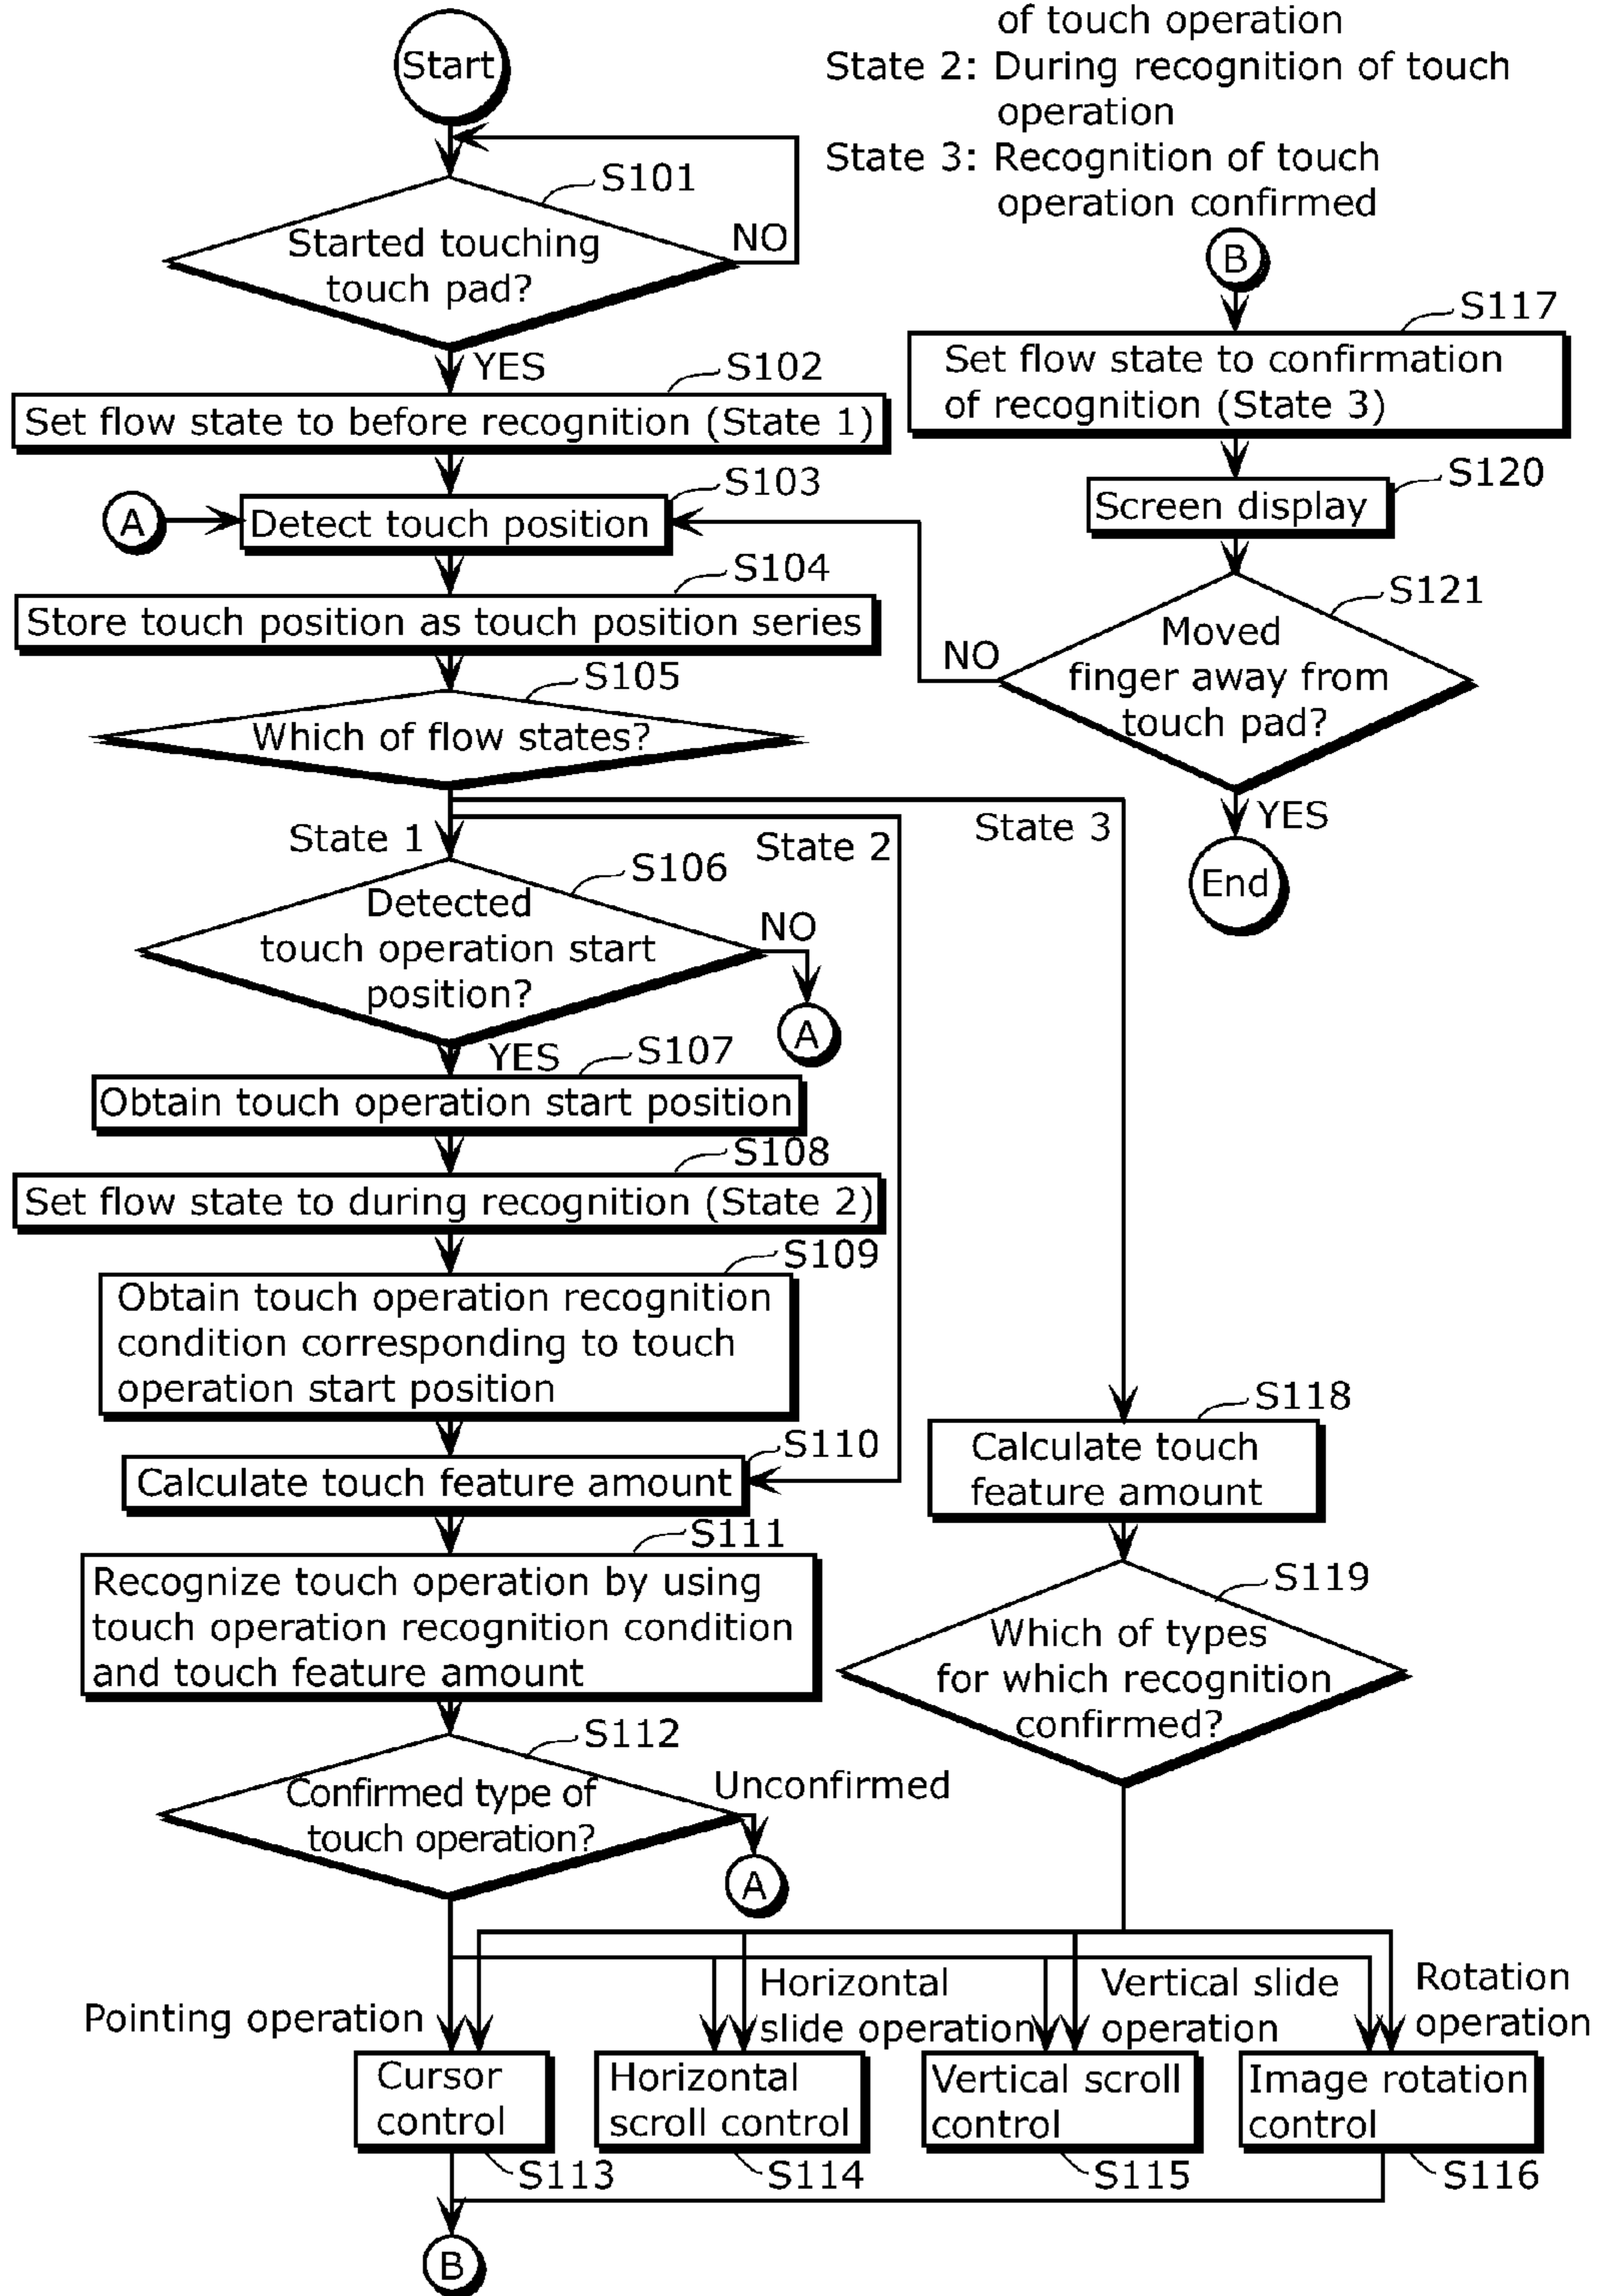 of touch operation
State 2: During recognition of touch
operation
State 3: Recognition of touch
operation confirmed
Start
S101
Started touching
touch pad?
NO
YES
S102
Set flow state to before recognition (State 1)
S103
A
Detect touch position
S104
Store touch position as touch position series
S105
Which of flow states?
State 1
State 2
State 3
S106
Detected
touch operation start
position?
NO
A
YES
S107
Obtain touch operation start position
S108
Set flow state to during recognition (State 2)
S109
Obtain touch operation recognition
condition corresponding to touch
operation start position
S110
Calculate touch feature amount
S111
Recognize touch operation by using
touch operation recognition condition
and touch feature amount
S112
Confirmed type of
touch operation?
Unconfirmed
A
B
S117
Set flow state to confirmation
of recognition (State 3)
S120
Screen display
S121
Moved
finger away from
touch pad?
NO
YES
End
S118
Calculate touch
feature amount
S119
Which of types
for which recognition
confirmed?
Pointing operation
Horizontal
slide operation
Vertical slide
operation
Rotation
operation
Cursor
control
S113
Horizontal
scroll control
S114
Vertical scroll
control
S115
Image rotation
control
S116
B